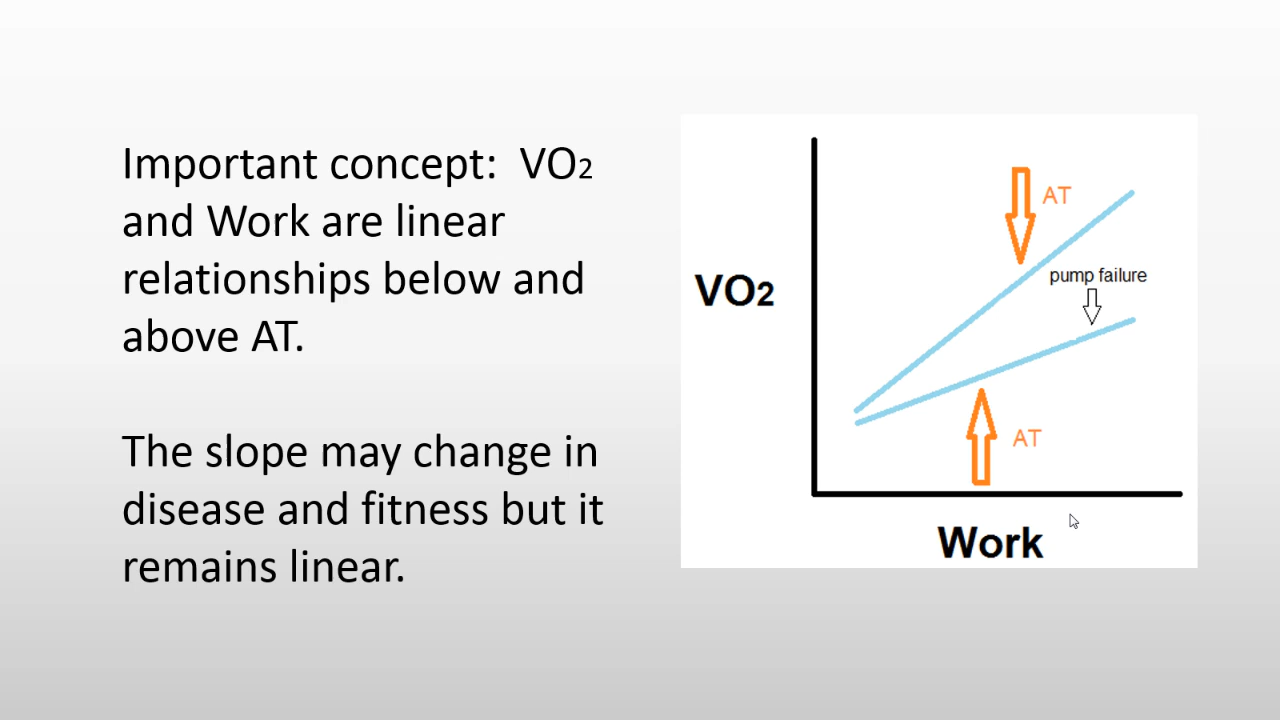 Important concept: VO2
and Work are linear
relationships below and
above AT.
The slope may change in
disease and fitness but it
remains linear.
AT
pump failure
VO2
AT
Work